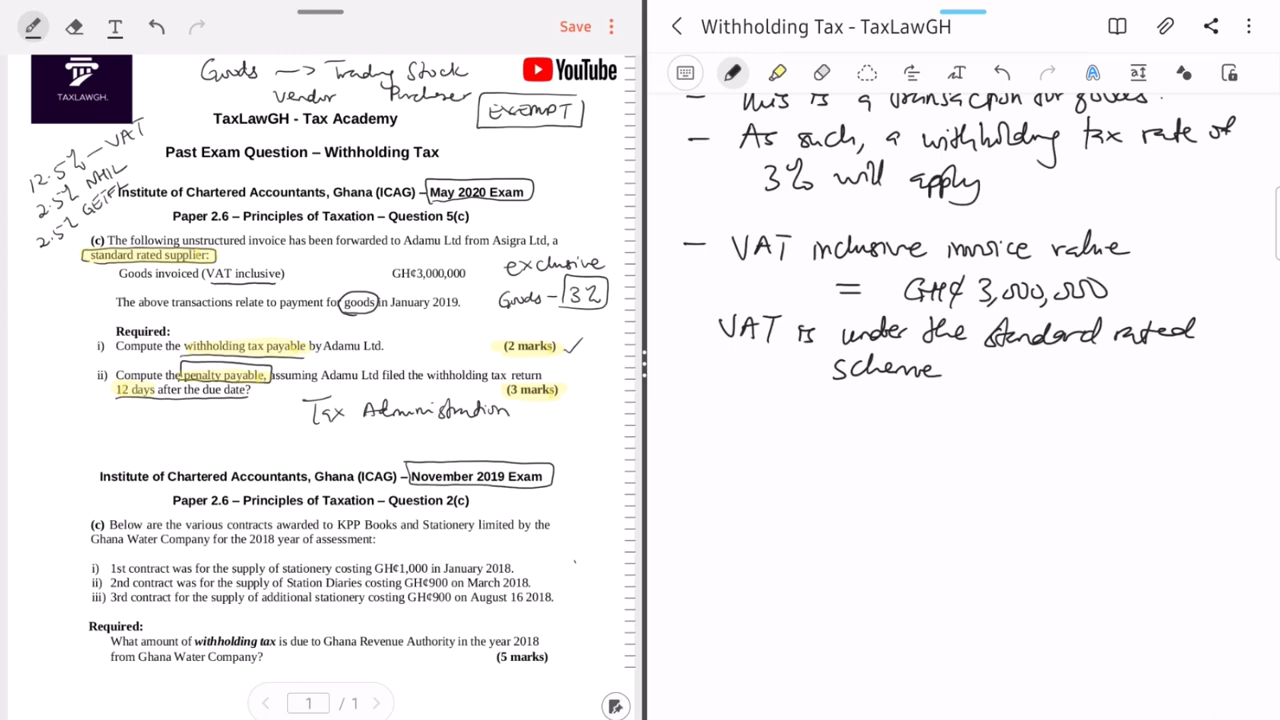 Save
TAXLAWGH.
Goods —> Trading Stock
vendor Purchaser
YouTube
EXEMPT
TaxLawGH - Tax Academy
12.5% – VAT
2.5% NHIL
2.5% GETF
Past Exam Question – Withholding Tax
Institute of Chartered Accountants, Ghana (ICAG) – May 2020 Exam
Paper 2.6 – Principles of Taxation – Question 5(c)
(c) The following unstructured invoice has been forwarded to Adamu Ltd from Asigra Ltd, a
standard rated supplier:
Goods invoiced (VAT inclusive) GH¢3,000,000
exclusive
Goods – 3%
The above transactions relate to payment for goods in January 2019.
Required:
i) Compute the withholding tax payable by Adamu Ltd. (2 marks)
ii) Compute the penalty payable, assuming Adamu Ltd filed the withholding tax return
12 days after the due date? (3 marks)
Tax Administration
Institute of Chartered Accountants, Ghana (ICAG) – November 2019 Exam
Paper 2.6 – Principles of Taxation – Question 2(c)
(c) Below are the various contracts awarded to KPP Books and Stationery limited by the
Ghana Water Company for the 2018 year of assessment:
i) 1st contract was for the supply of stationery costing GH¢1,000 in January 2018.
ii) 2nd contract was for the supply of Station Diaries costing GH¢900 on March 2018.
iii) 3rd contract for the supply of additional stationery costing GH¢900 on August 16 2018.
Required:
What amount of withholding tax is due to Ghana Revenue Authority in the year 2018
from Ghana Water Company? (5 marks)
1 / 1
Withholding Tax - TaxLawGH
– This is a transaction for goods.
– As such, a withholding tax rate of
3% will apply
– VAT inclusive invoice value
= GH¢ 3,000,000
VAT is under the standard rated
scheme